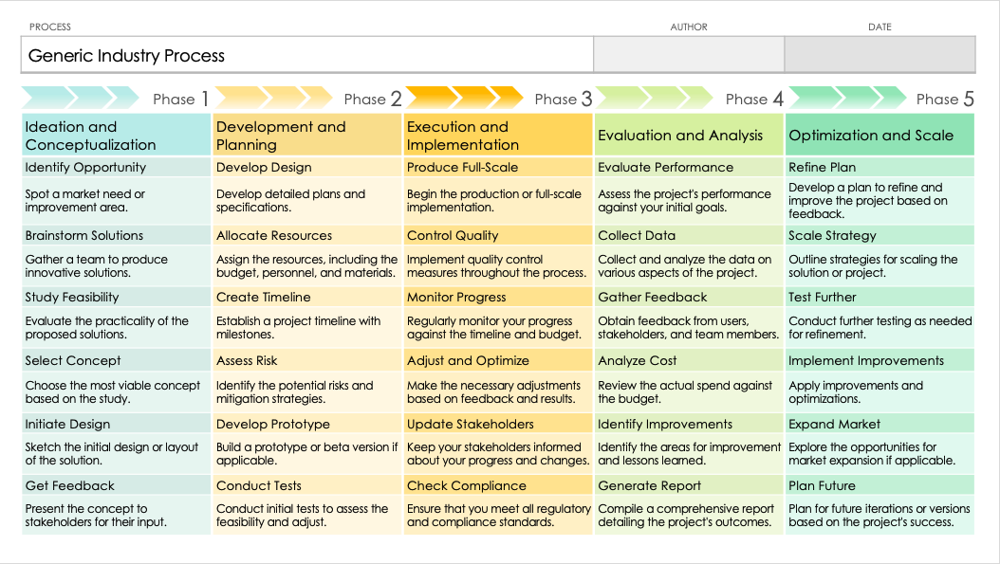 PROCESS
AUTHOR
DATE
Generic Industry Process
Phase 1
Phase 2
Phase 3
Phase 4
Phase 5
Ideation and
Conceptualization
Development and
Planning
Execution and
Implementation
Evaluation and Analysis
Optimization and Scale
Identify Opportunity
Develop Design
Produce Full-Scale
Evaluate Performance
Refine Plan
Spot a market need or
improvement area.
Develop detailed plans and
specifications.
Begin the production or full-scale
implementation.
Assess the project's performance
against your initial goals.
Develop a plan to refine and
improve the project based on
feedback.
Brainstorm Solutions
Allocate Resources
Control Quality
Collect Data
Scale Strategy
Gather a team to produce
innovative solutions.
Assign the resources, including the
budget, personnel, and materials.
Implement quality control
measures throughout the process.
Collect and analyze the data on
various aspects of the project.
Outline strategies for scaling the
solution or project.
Study Feasibility
Create Timeline
Monitor Progress
Gather Feedback
Test Further
Evaluate the practicality of the
proposed solutions.
Establish a project timeline with
milestones.
Regularly monitor your progress
against the timeline and budget.
Obtain feedback from users,
stakeholders, and team members.
Conduct further testing as needed
for refinement.
Select Concept
Assess Risk
Adjust and Optimize
Analyze Cost
Implement Improvements
Choose the most viable concept
based on the study.
Identify the potential risks and
mitigation strategies.
Make the necessary adjustments
based on feedback and results.
Review the actual spend against
the budget.
Apply improvements and
optimizations.
Initiate Design
Develop Prototype
Update Stakeholders
Identify Improvements
Expand Market
Sketch the initial design or layout
of the solution.
Build a prototype or beta version if
applicable.
Keep your stakeholders informed
about your progress and changes.
Identify the areas for improvement
and lessons learned.
Explore the opportunities for
market expansion if applicable.
Get Feedback
Conduct Tests
Check Compliance
Generate Report
Plan Future
Present the concept to
stakeholders for their input.
Conduct initial tests to assess the
feasibility and adjust.
Ensure that you meet all regulatory
and compliance standards.
Compile a comprehensive report
detailing the project's outcomes.
Plan for future iterations or versions
based on the project's success.